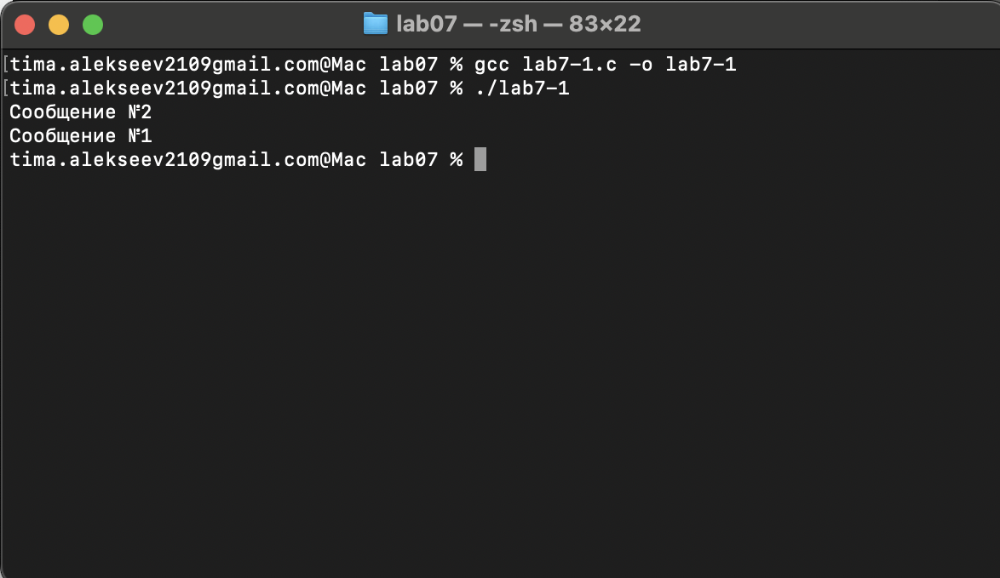 lab07 — -zsh — 83×22
[tima.alekseev2109gmail.com@Mac lab07 % gcc lab7-1.c -o lab7-1
[tima.alekseev2109gmail.com@Mac lab07 % ./lab7-1
Сообщение №2
Сообщение №1
tima.alekseev2109gmail.com@Mac lab07 %